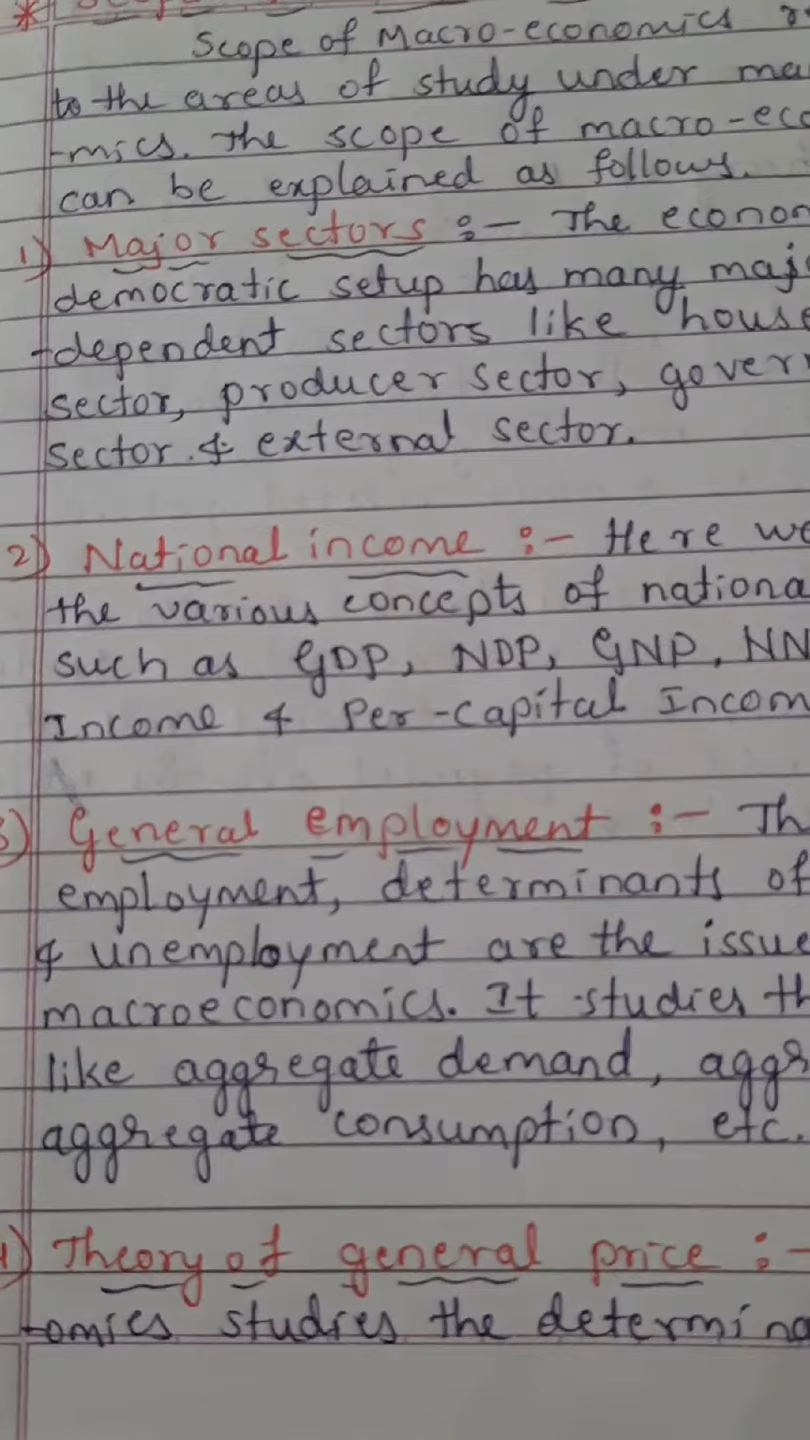 Scope of Macro-economics
to the areas of study under
-mics. The scope of macro-eco
can be explained as follows.
1) Major sectors :- The econo
democratic setup has many maj
-dependent sectors like house
sector, producer sector, gover
sector & external sector.
2) National income :- Here we
the various concepts of nationa
such as GDP, NDP, GNP, NN
Income & Per-capital Incom
3) General employment :- Th
employment, determinants of
& unemployment are the issue
macroeconomics. It studies th
like aggregate demand, aggr
aggregate consumption, etc.
Theory of general price :-
-omics studies the determina